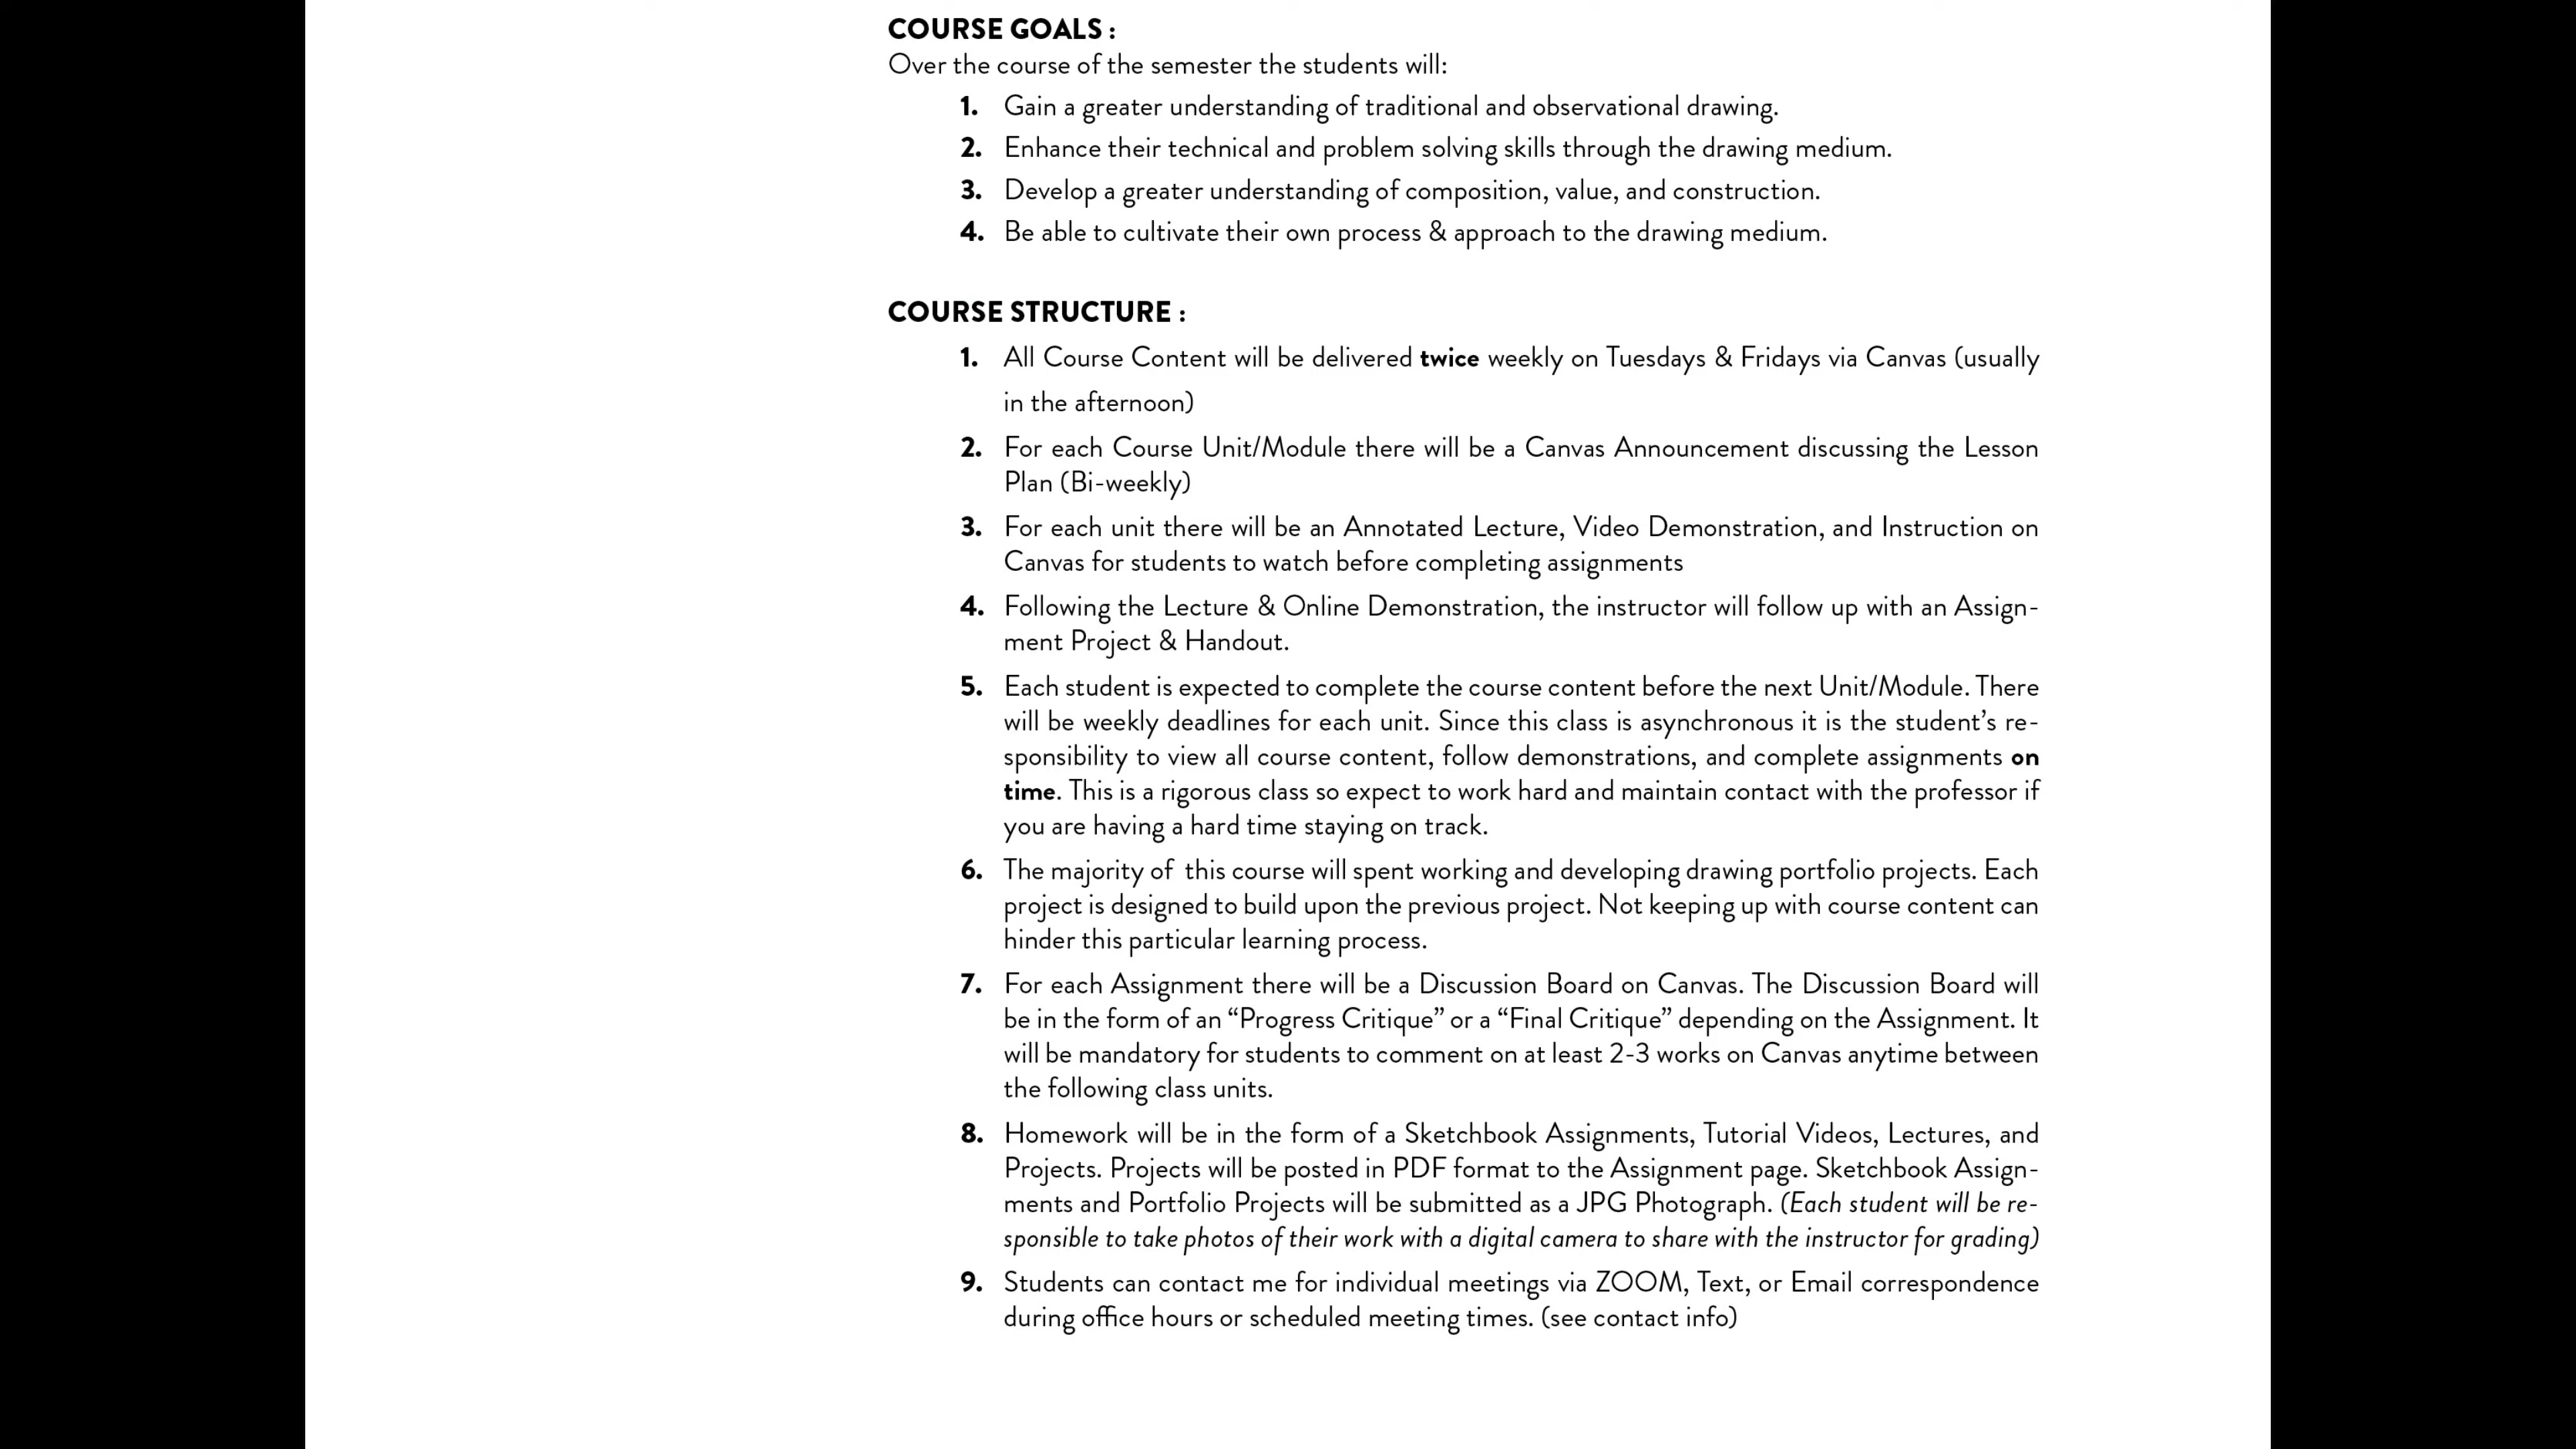 COURSE GOALS :
Over the course of the semester the students will:
1. Gain a greater understanding of traditional and observational drawing.
2. Enhance their technical and problem solving skills through the drawing medium.
3. Develop a greater understanding of composition, value, and construction.
4. Be able to cultivate their own process & approach to the drawing medium.
COURSE STRUCTURE :
1. All Course Content will be delivered twice weekly on Tuesdays & Fridays via Canvas (usually
in the afternoon)
2. For each Course Unit/Module there will be a Canvas Announcement discussing the Lesson
Plan (Bi-weekly)
3. For each unit there will be an Annotated Lecture, Video Demonstration, and Instruction on
Canvas for students to watch before completing assignments
4. Following the Lecture & Online Demonstration, the instructor will follow up with an Assign-
ment Project & Handout.
5. Each student is expected to complete the course content before the next Unit/Module. There
will be weekly deadlines for each unit. Since this class is asynchronous it is the student’s re-
sponsibility to view all course content, follow demonstrations, and complete assignments on
time. This is a rigorous class so expect to work hard and maintain contact with the professor if
you are having a hard time staying on track.
6. The majority of this course will spent working and developing drawing portfolio projects. Each
project is designed to build upon the previous project. Not keeping up with course content can
hinder this particular learning process.
7. For each Assignment there will be a Discussion Board on Canvas. The Discussion Board will
be in the form of an “Progress Critique” or a “Final Critique” depending on the Assignment. It
will be mandatory for students to comment on at least 2-3 works on Canvas anytime between
the following class units.
8. Homework will be in the form of a Sketchbook Assignments, Tutorial Videos, Lectures, and
Projects. Projects will be posted in PDF format to the Assignment page. Sketchbook Assign-
ments and Portfolio Projects will be submitted as a JPG Photograph. (Each student will be re-
sponsible to take photos of their work with a digital camera to share with the instructor for grading)
9. Students can contact me for individual meetings via ZOOM, Text, or Email correspondence
during office hours or scheduled meeting times. (see contact info)